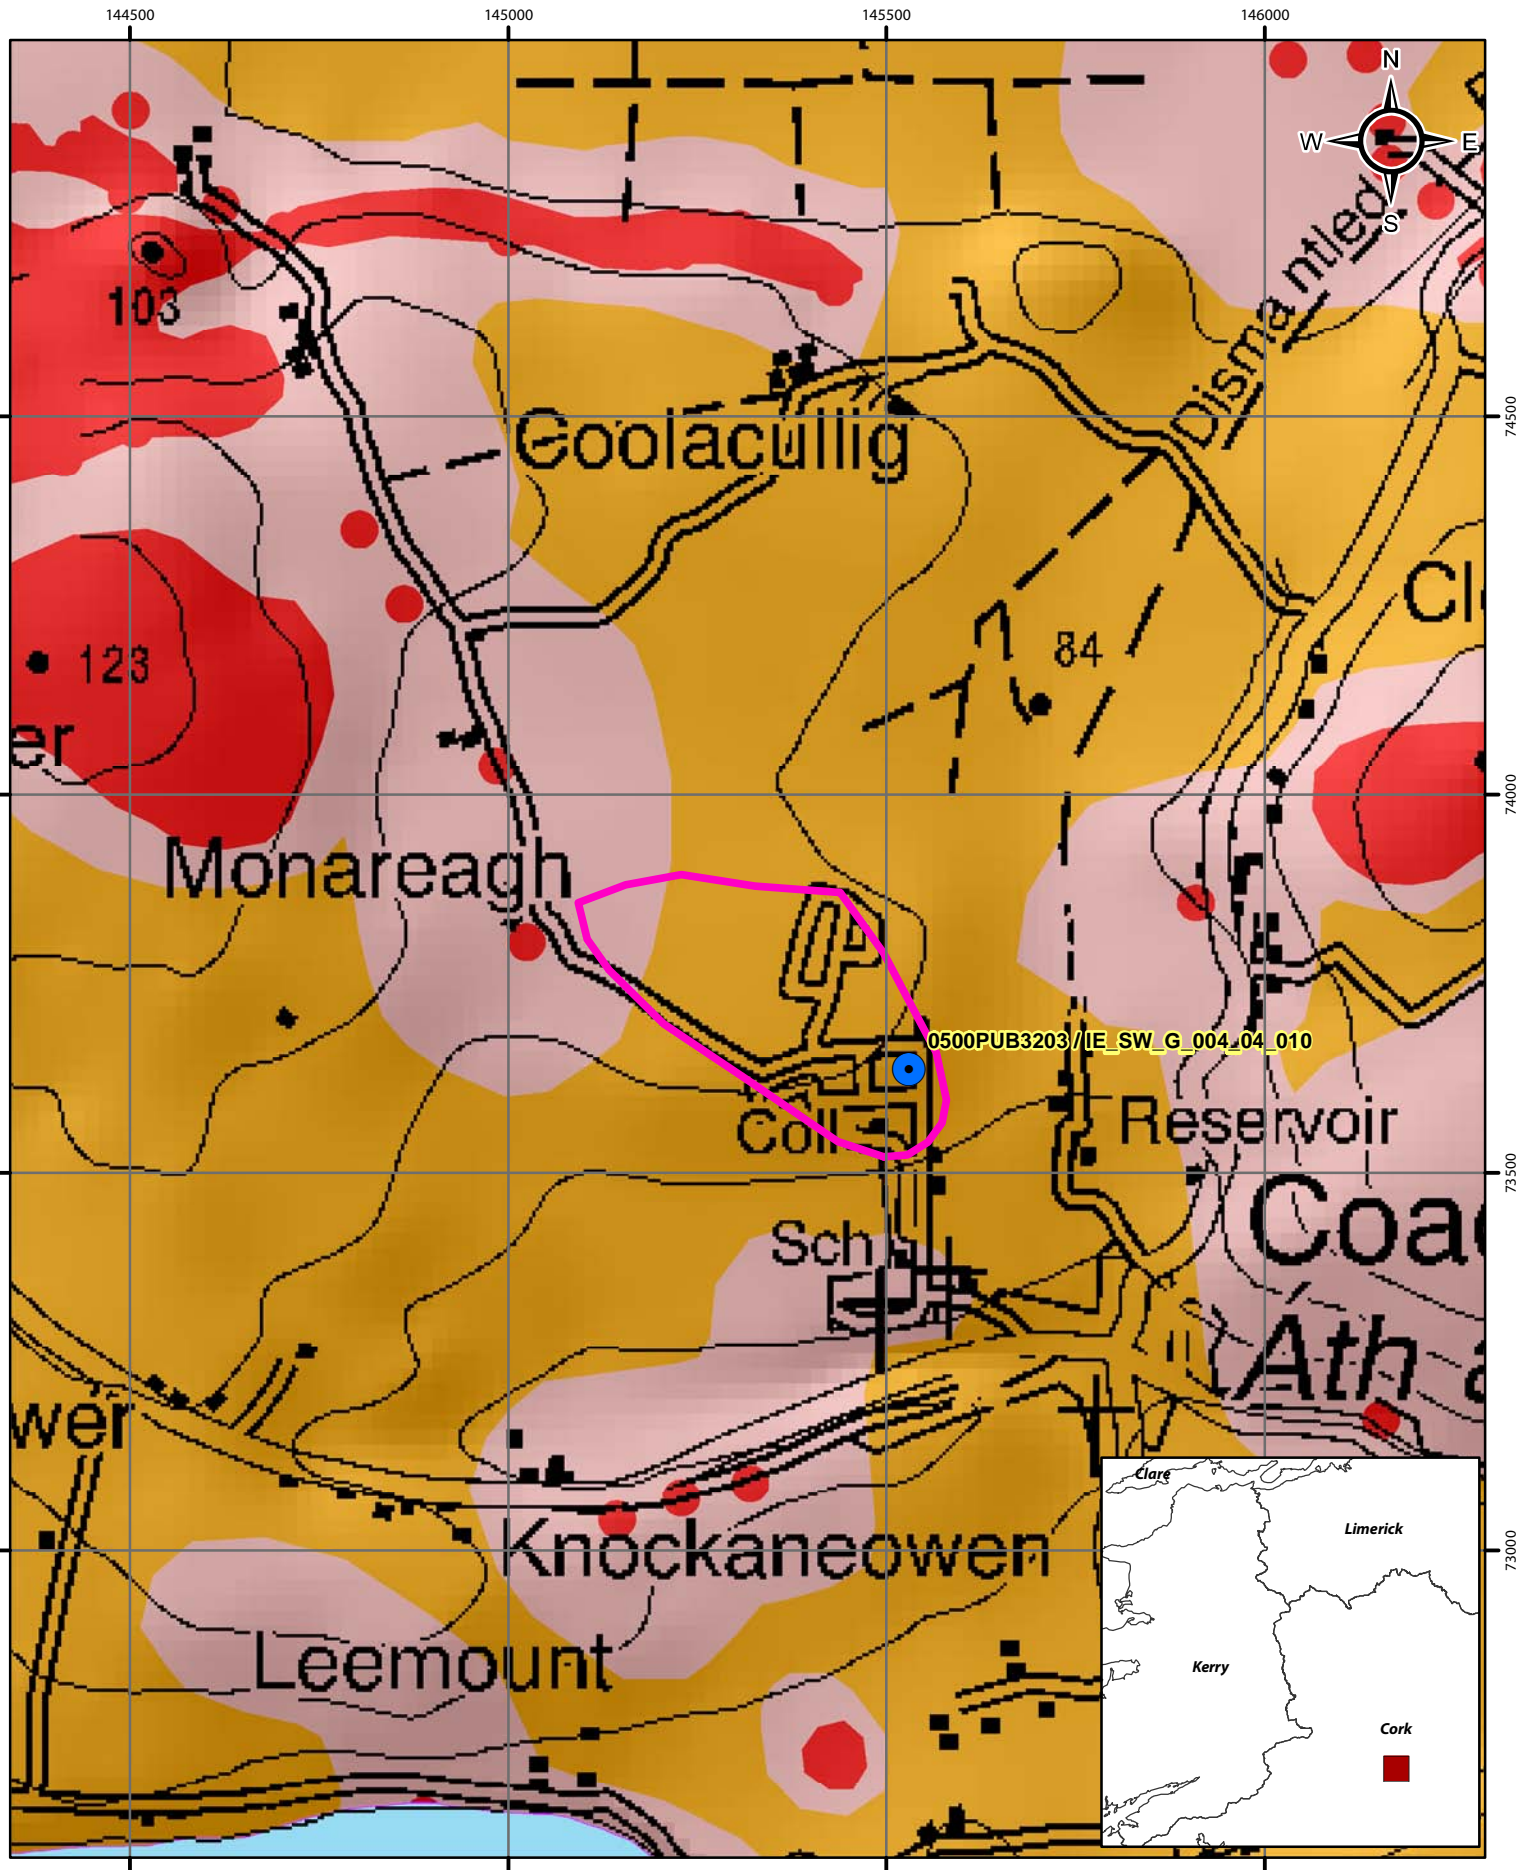 144500 145000 145500 146000
N
W E
S
Dismantled
103
Coolacullig
74500
Cl
84
123
er
74000
Monareagh
0500PUB3203 / IE_SW_G_004_04_010
Coll
Reservoir
73500
Coa
Sch
Áth a
wer
Clare
Limerick
Knockaneowen
73000
Leemount
Kerry
Cork